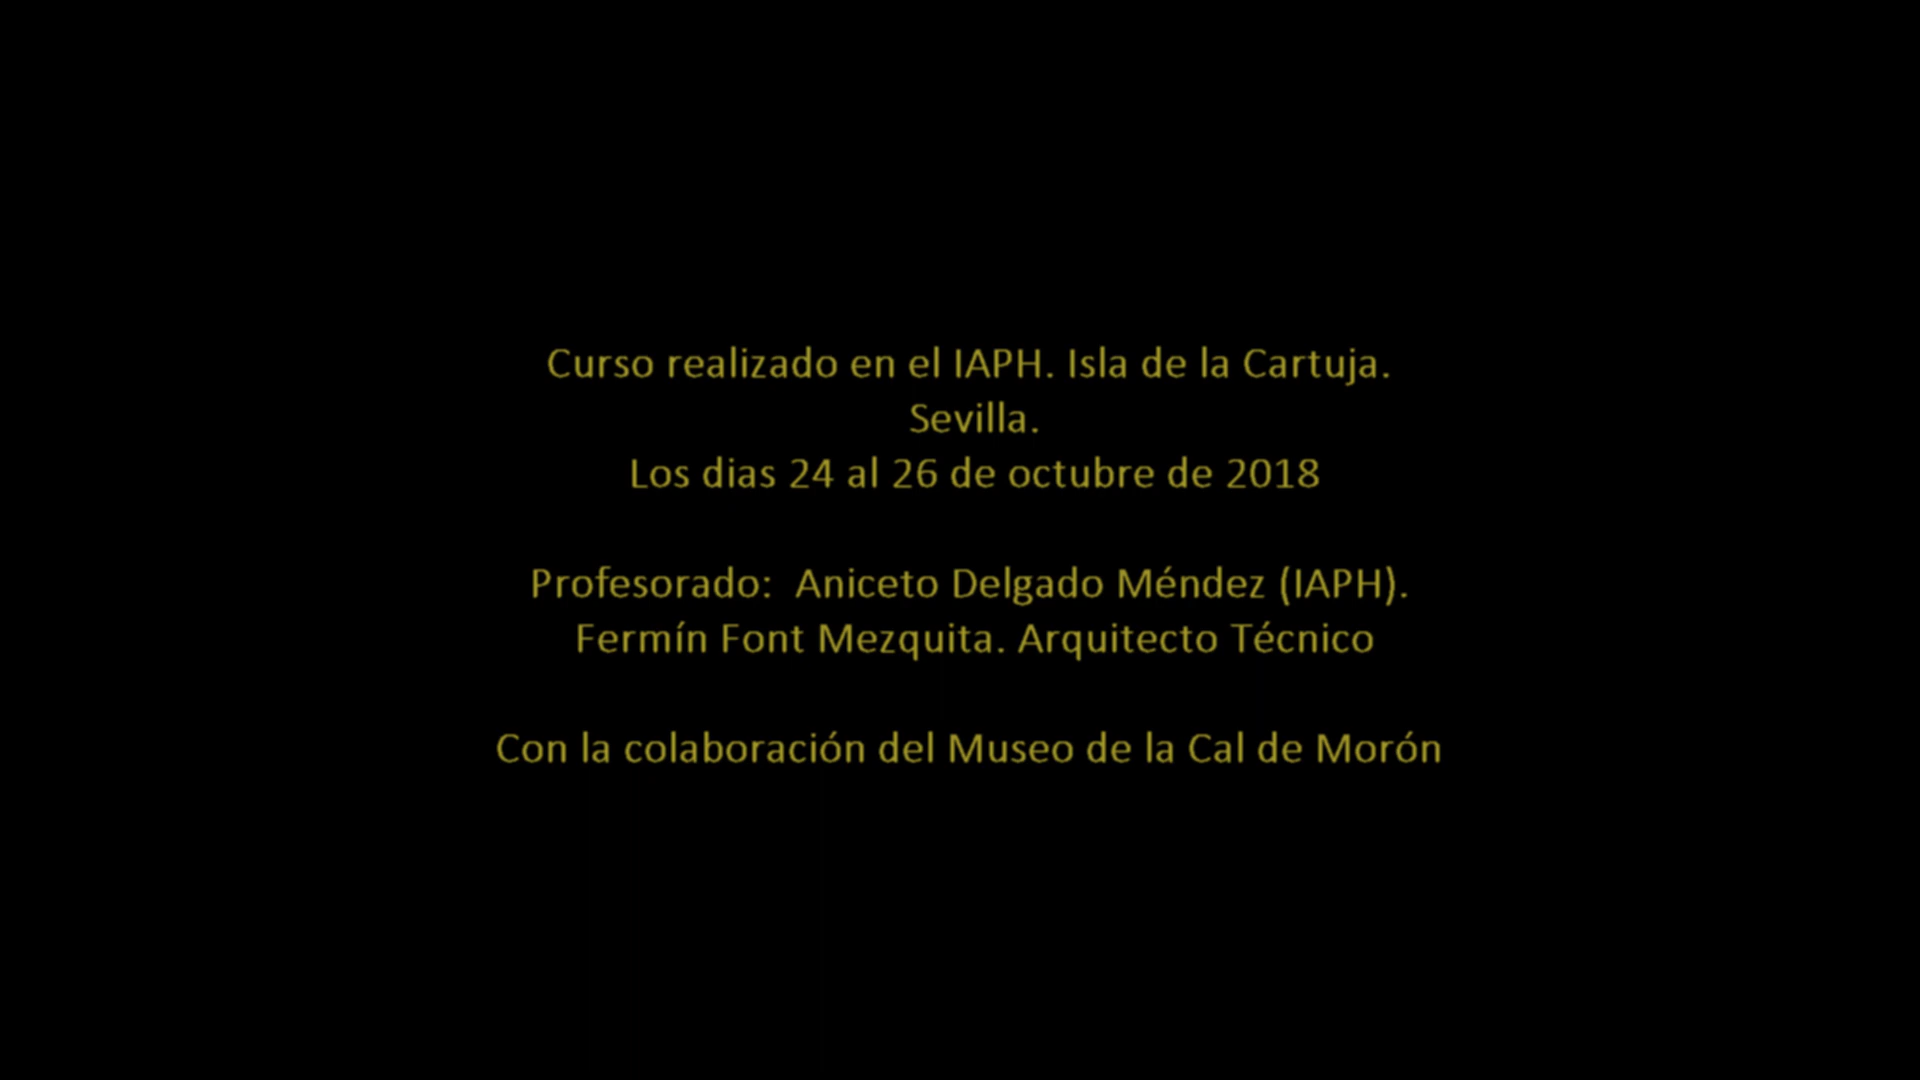 Curso realizado en el IAPH. Isla de la Cartuja.
Sevilla.
Los dias 24 al 26 de octubre de 2018
Profesorado:  Aniceto Delgado Méndez (IAPH).
Fermín Font Mezquita. Arquitecto Técnico
Con la colaboración del Museo de la Cal de Morón